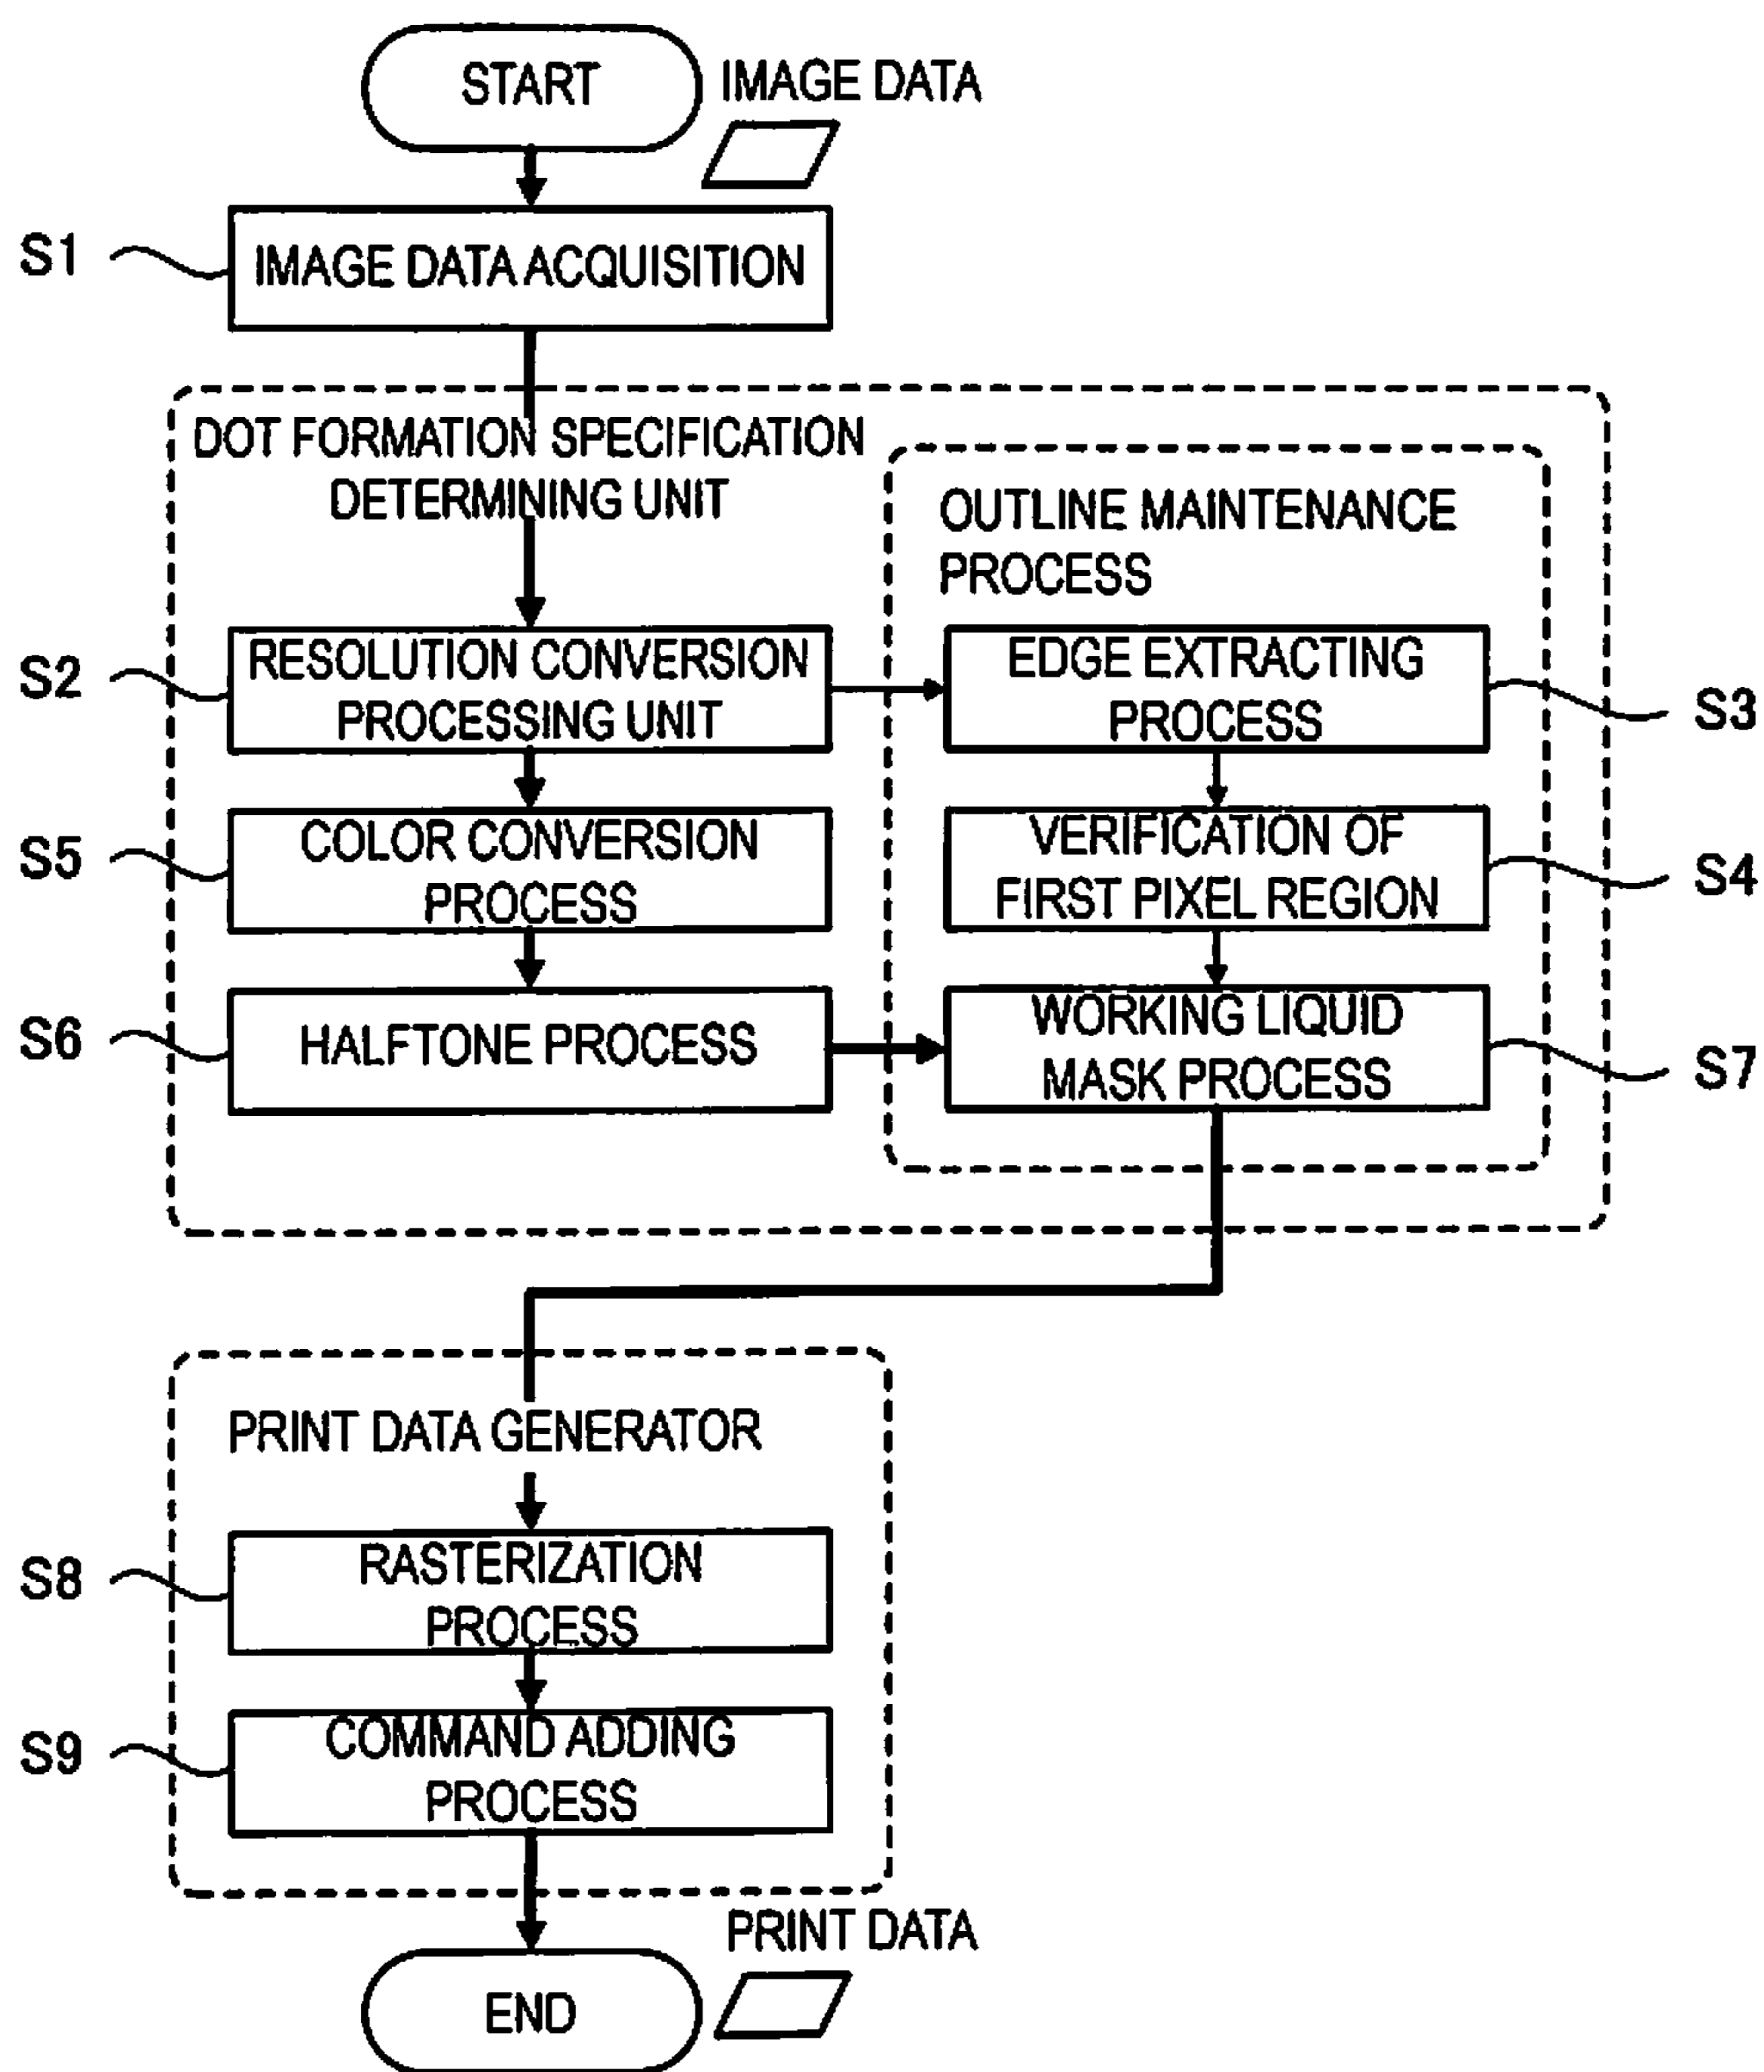 START
IMAGE DATA
S1
IMAGE DATA ACQUISITION
DOT FORMATION SPECIFICATION
DETERMINING UNIT
OUTLINE MAINTENANCE
PROCESS
S2
RESOLUTION CONVERSION
PROCESSING UNIT
EDGE EXTRACTING
PROCESS
S3
S5
COLOR CONVERSION
PROCESS
VERIFICATION OF
FIRST PIXEL REGION
S4
S6
HALFTONE PROCESS
WORKING LIQUID
MASK PROCESS
S7
PRINT DATA GENERATOR
S8
RASTERIZATION
PROCESS
S9
COMMAND ADDING
PROCESS
PRINT DATA
END